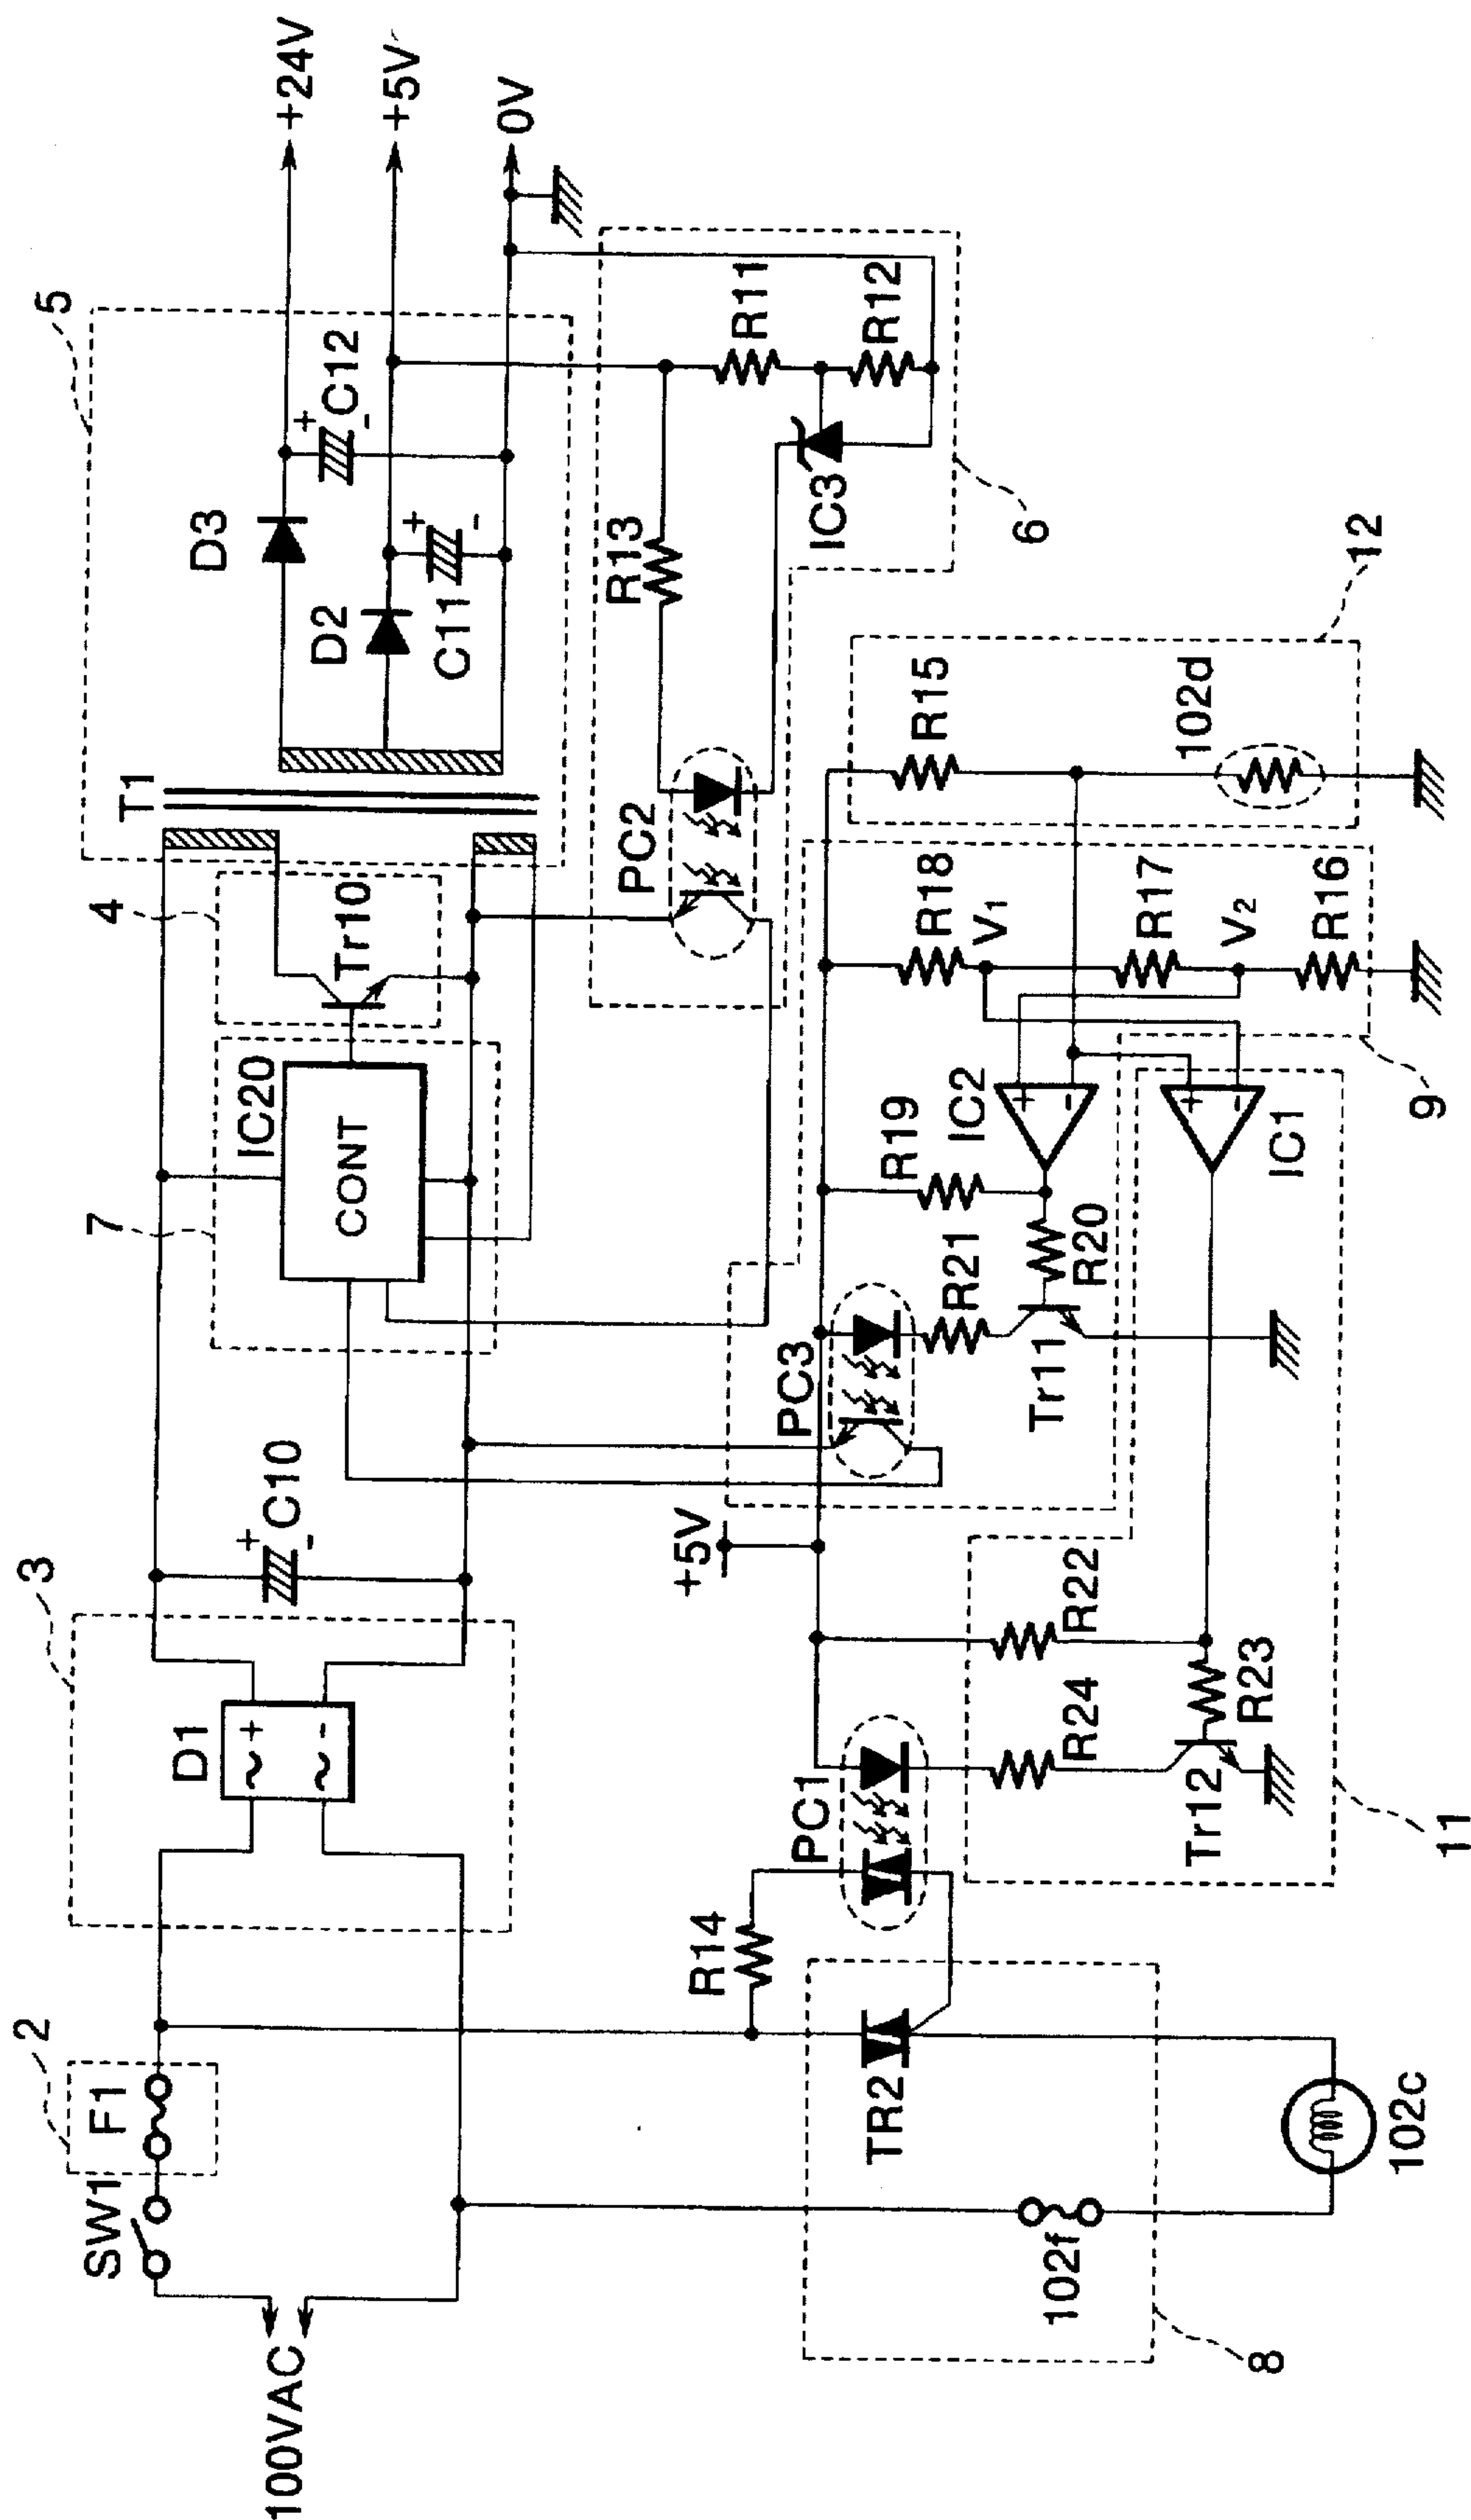 5
+24V
T1
D3
+
C12
-
3
4
+5V
2
7
D2
+
C11
-
SW1
F1
D1
~ +
~ -
+
C10
-
IC20
CONT
Tr10
0V
100VAC
R13
R11
PC2
IC3
R12
6
+5V
PC3
R14
PC1
R21
R19
R18
R15
12
IC2
+
-
V1
TR2
R24
R22
Tr11
R20
R17
102d
102f
V2
+
-
Tr12
R23
IC1
R16
8
102c
11
9